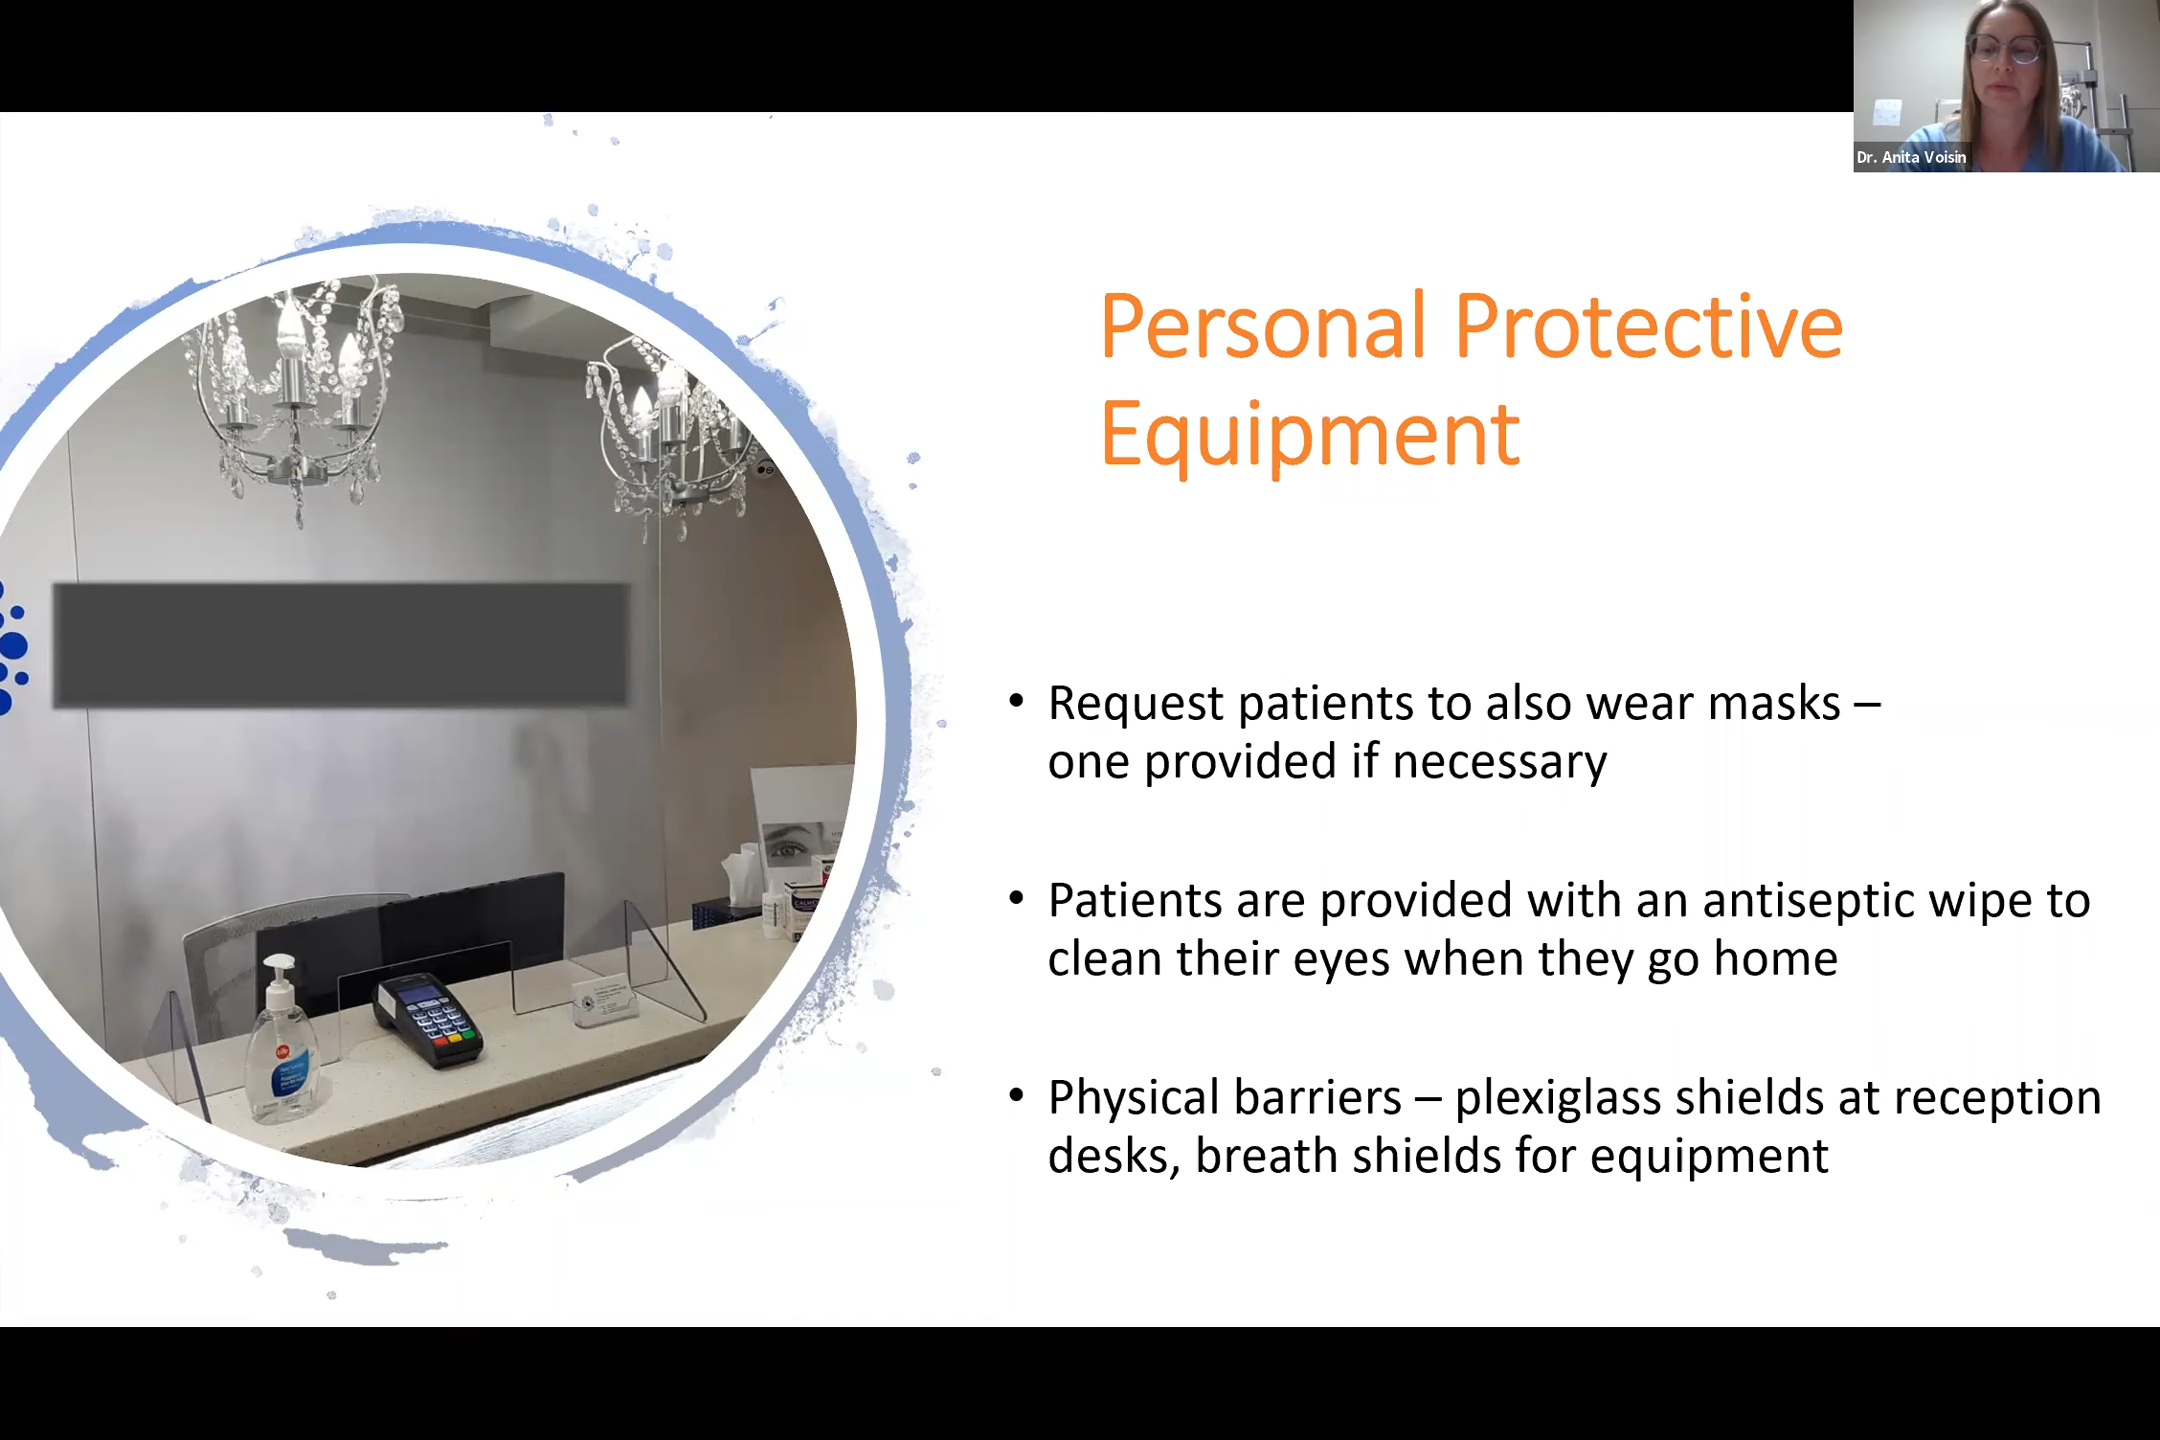 Dr. Anita Voisin
Personal Protective
Equipment
• Request patients to also wear masks –
one provided if necessary
• Patients are provided with an antiseptic wipe to
clean their eyes when they go home
• Physical barriers – plexiglass shields at reception
desks, breath shields for equipment